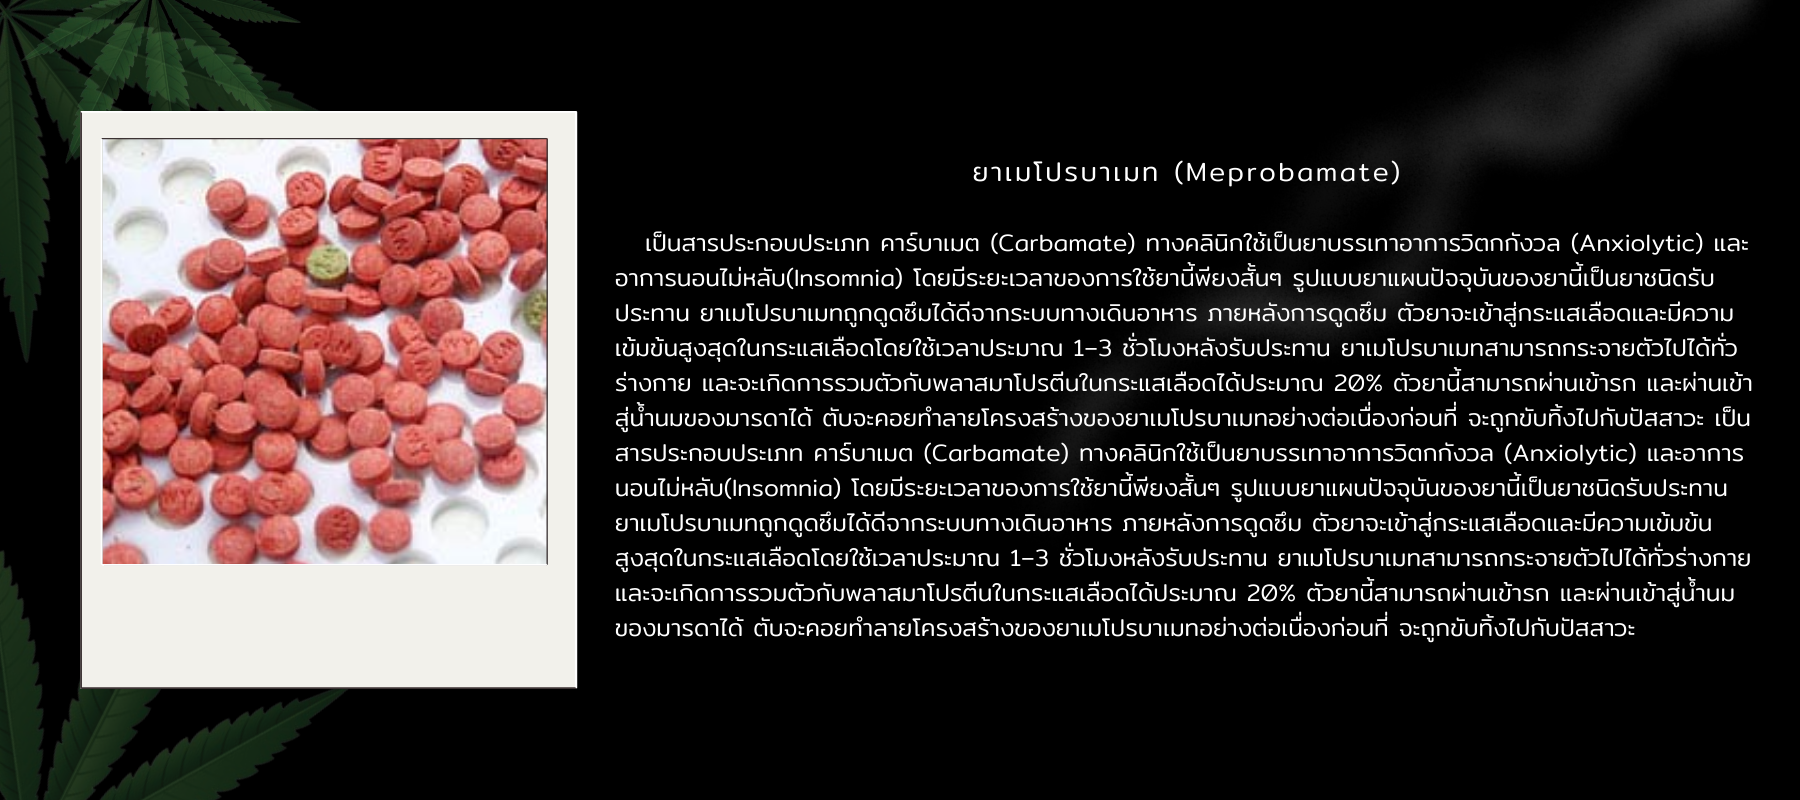 ยาเมโปรบาเมท (Meprobamate)
เป็นสารประกอบประเภท คาร์บาเมต (Carbamate) ทางคลินิกใช้เป็นยาบรรเทาอาการวิตกกังวล (Anxiolytic) และ
อาการนอนไม่หลับ(Insomnia) โดยมีระยะเวลาของการใช้ยานี้พียงสั้นๆ รูปแบบยาแผนปัจจุบันของยานี้เป็นยาชนิดรับ
ประทาน ยาเมโปรบาเมทถูกดูดซึมได้ดีจากระบบทางเดินอาหาร ภายหลังการดูดซึม ตัวยาจะเข้าสู่กระแสเลือดและมีความ
เข้มข้นสูงสุดในกระแสเลือดโดยใช้เวลาประมาณ 1–3 ชั่วโมงหลังรับประทาน ยาเมโปรบาเมทสามารถกระจายตัวไปได้ทั่ว
ร่างกาย และจะเกิดการรวมตัวกับพลาสมาโปรตีนในกระแสเลือดได้ประมาณ 20% ตัวยานี้สามารถผ่านเข้ารก และผ่านเข้า
สู่น้ำนมของมารดาได้ ตับจะคอยทำลายโครงสร้างของยาเมโปรบาเมทอย่างต่อเนื่องก่อนที่ จะถูกขับทิ้งไปกับปัสสาวะ เป็น
สารประกอบประเภท คาร์บาเมต (Carbamate) ทางคลินิกใช้เป็นยาบรรเทาอาการวิตกกังวล (Anxiolytic) และอาการ
นอนไม่หลับ(Insomnia) โดยมีระยะเวลาของการใช้ยานี้พียงสั้นๆ รูปแบบยาแผนปัจจุบันของยานี้เป็นยาชนิดรับประทาน
ยาเมโปรบาเมทถูกดูดซึมได้ดีจากระบบทางเดินอาหาร ภายหลังการดูดซึม ตัวยาจะเข้าสู่กระแสเลือดและมีความเข้มข้น
สูงสุดในกระแสเลือดโดยใช้เวลาประมาณ 1–3 ชั่วโมงหลังรับประทาน ยาเมโปรบาเมทสามารถกระจายตัวไปได้ทั่วร่างกาย
และจะเกิดการรวมตัวกับพลาสมาโปรตีนในกระแสเลือดได้ประมาณ 20% ตัวยานี้สามารถผ่านเข้ารก และผ่านเข้าสู่น้ำนม
ของมารดาได้ ตับจะคอยทำลายโครงสร้างของยาเมโปรบาเมทอย่างต่อเนื่องก่อนที่ จะถูกขับทิ้งไปกับปัสสาวะ